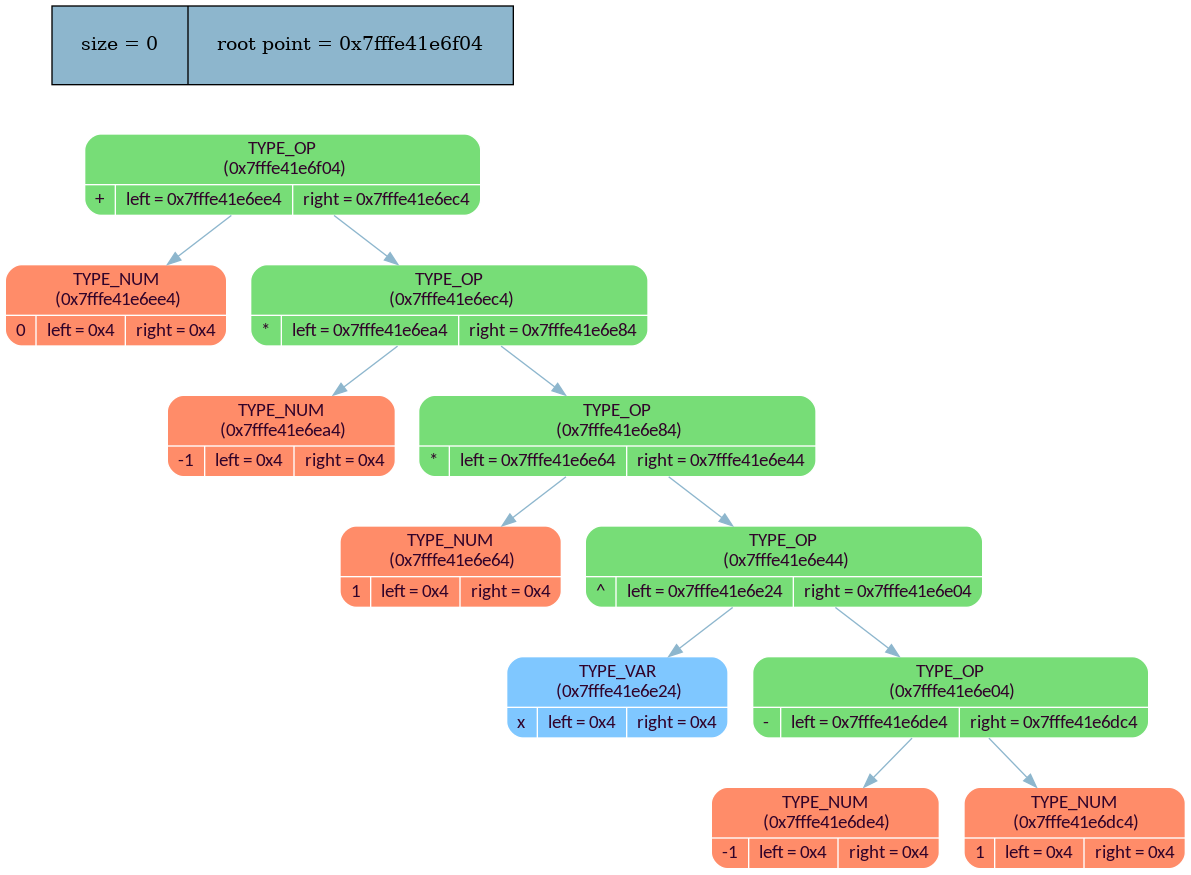 size = 0 root point = 0x7fffe41e6f04
TYPE_OP
(0x7fffe41e6f04)
+ left = 0x7fffe41e6ee4 right = 0x7fffe41e6ec4
TYPE_NUM
(0x7fffe41e6ee4)
0 left = 0x4 right = 0x4
TYPE_OP
(0x7fffe41e6ec4)
* left = 0x7fffe41e6ea4 right = 0x7fffe41e6e84
TYPE_NUM
(0x7fffe41e6ea4)
-1 left = 0x4 right = 0x4
TYPE_OP
(0x7fffe41e6e84)
* left = 0x7fffe41e6e64 right = 0x7fffe41e6e44
TYPE_NUM
(0x7fffe41e6e64)
1 left = 0x4 right = 0x4
TYPE_OP
(0x7fffe41e6e44)
^ left = 0x7fffe41e6e24 right = 0x7fffe41e6e04
TYPE_VAR
(0x7fffe41e6e24)
x left = 0x4 right = 0x4
TYPE_OP
(0x7fffe41e6e04)
- left = 0x7fffe41e6de4 right = 0x7fffe41e6dc4
TYPE_NUM
(0x7fffe41e6de4)
-1 left = 0x4 right = 0x4
TYPE_NUM
(0x7fffe41e6dc4)
1 left = 0x4 right = 0x4